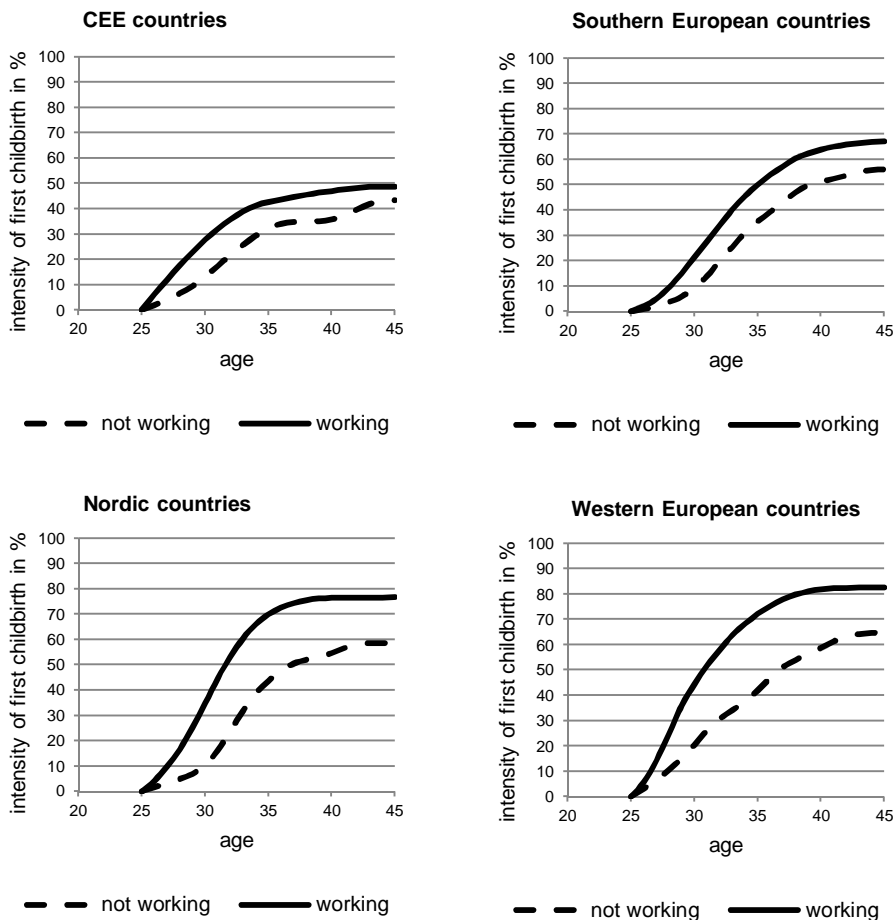 CEE countries
intensity of first childbirth in %
100
90
80
70
60
50
40
30
20
10
0
20 25 30 35 40 45
age
not working working
Southern European countries
intensity of first childbirth in %
100
90
80
70
60
50
40
30
20
10
0
20 25 30 35 40 45
age
not working working
Nordic countries
intensity of first childbirth in %
100
90
80
70
60
50
40
30
20
10
0
20 25 30 35 40 45
age
not working working
Western European countries
intensity of first childbirth in %
100
90
80
70
60
50
40
30
20
10
0
20 25 30 35 40 45
age
not working working